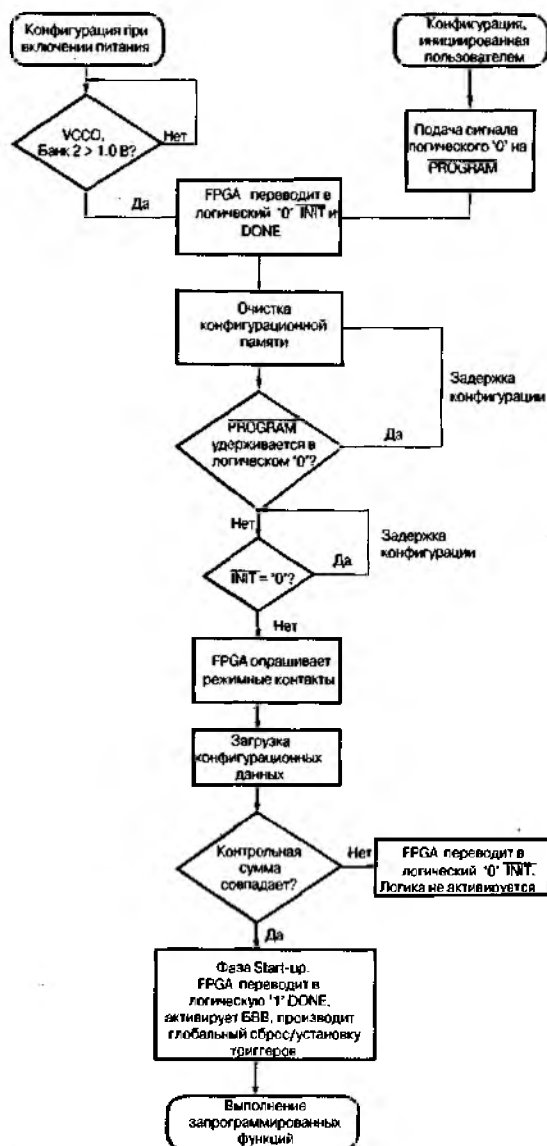 Конфигурация при
включении питания
Конфигурация,
инициированная
пользователем
VCCO,
Банк 2 > 1.0 В?
Нет
Да
Подача сигнала
логического "0" на
PROGRAM
FPGA переводит в
логический "0" INIT и
DONE
Очистка
конфигурационной
памяти
Задержка
конфигурации
PROGRAM
удерживается в
логическом "0"?
Да
Нет
Задержка
конфигурации
INIT = "0"?
Да
Нет
FPGA опрашивает
режимные контакты
Загрузка
конфигурационных
данных
Контрольная
сумма
совпадает?
Нет
FPGA переводит в
логический "0" INIT.
Логика не активируется
Да
Фаза Start-up.
FPGA переводит в
логическую "1" DONE,
активирует БВВ, производит
глобальный сброс/установку
триггеров
Выполнение
запрограммированных
функций